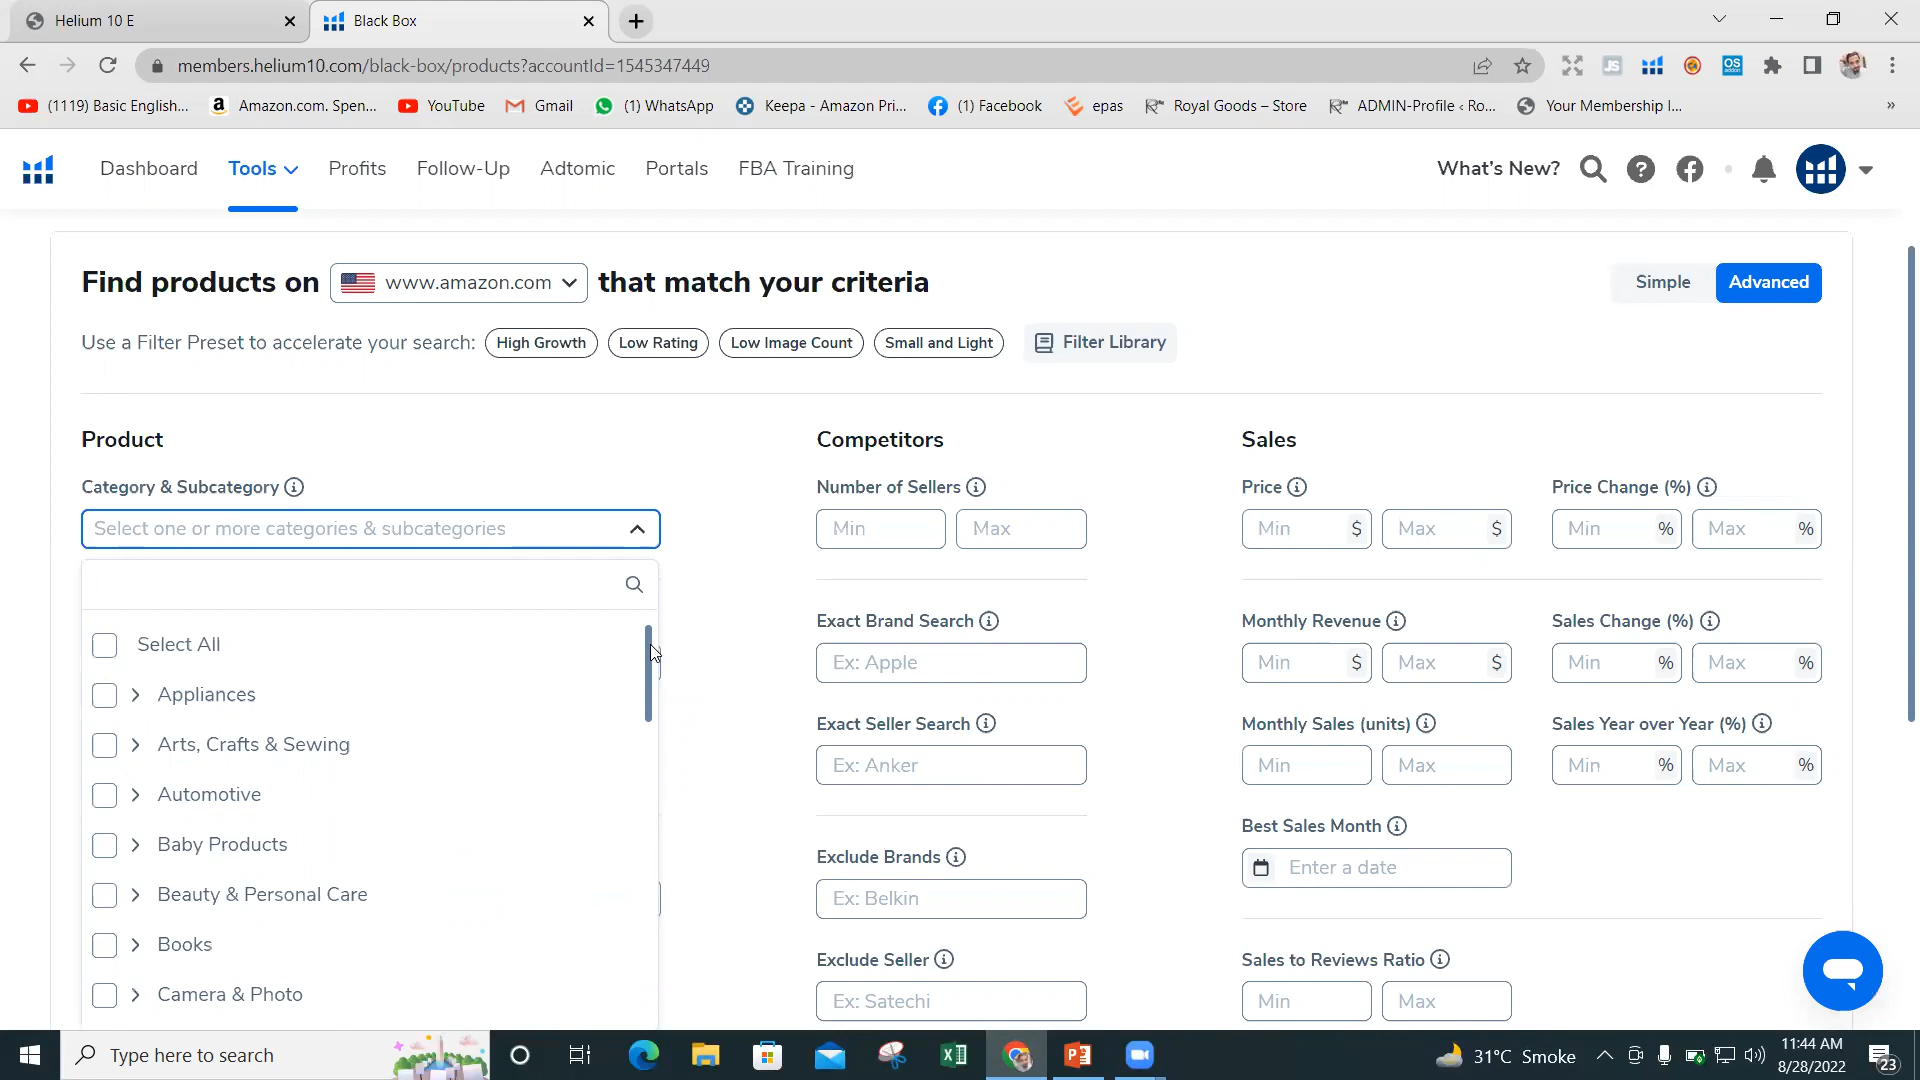 Helium 10 E
Black Box
members.helium10.com/black-box/products?accountId=1545347449
JS
OS
(1119) Basic English...
Amazon.com. Spen...
YouTube
Gmail
(1) WhatsApp
Keepa - Amazon Pri...
(1) Facebook
epas
Royal Goods – Store
ADMIN-Profile ‹ Ro...
Your Membership I...
»
Dashboard
Tools
Profits
Follow-Up
Adtomic
Portals
FBA Training
What's New?
Find products on www.amazon.com that match your criteria
Simple
Advanced
Use a Filter Preset to accelerate your search: High Growth Low Rating Low Image Count Small and Light Filter Library
Product
Category & Subcategory
Select one or more categories & subcategories
Select All
Appliances
Arts, Crafts & Sewing
Automotive
Baby Products
Beauty & Personal Care
Books
Camera & Photo
Competitors
Number of Sellers
Min Max
Exact Brand Search
Ex: Apple
Exact Seller Search
Ex: Anker
Exclude Brands
Ex: Belkin
Exclude Seller
Ex: Satechi
Sales
Price
Min $ Max $
Price Change (%)
Min % Max %
Monthly Revenue
Min $ Max $
Sales Change (%)
Min % Max %
Monthly Sales (units)
Min Max
Sales Year over Year (%)
Min % Max %
Best Sales Month
Enter a date
Sales to Reviews Ratio
Min Max
Type here to search
31°C Smoke
11:44 AM
8/28/2022
23